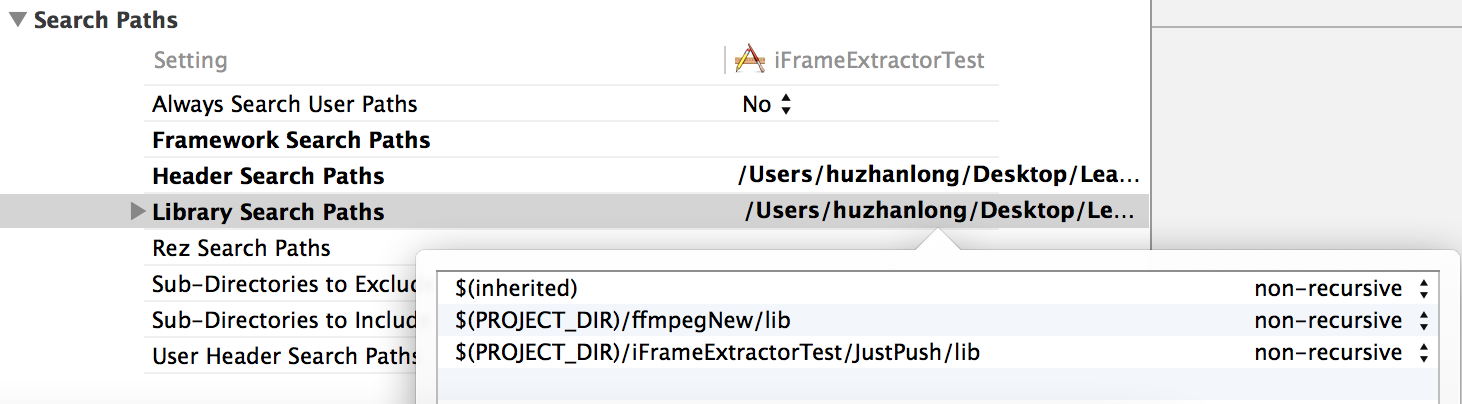 Search Paths
Setting iFrameExtractorTest
Always Search User Paths No
Framework Search Paths
Header Search Paths /Users/huzhanlong/Desktop/Lea...
Library Search Paths /Users/huzhanlong/Desktop/Le...
Rez Search Paths
Sub-Directories to Exclu
$(inherited) non-recursive
Sub-Directories to Include
$(PROJECT_DIR)/ffmpegNew/lib non-recursive
User Header Search Paths
$(PROJECT_DIR)/iFrameExtractorTest/JustPush/lib non-recursive